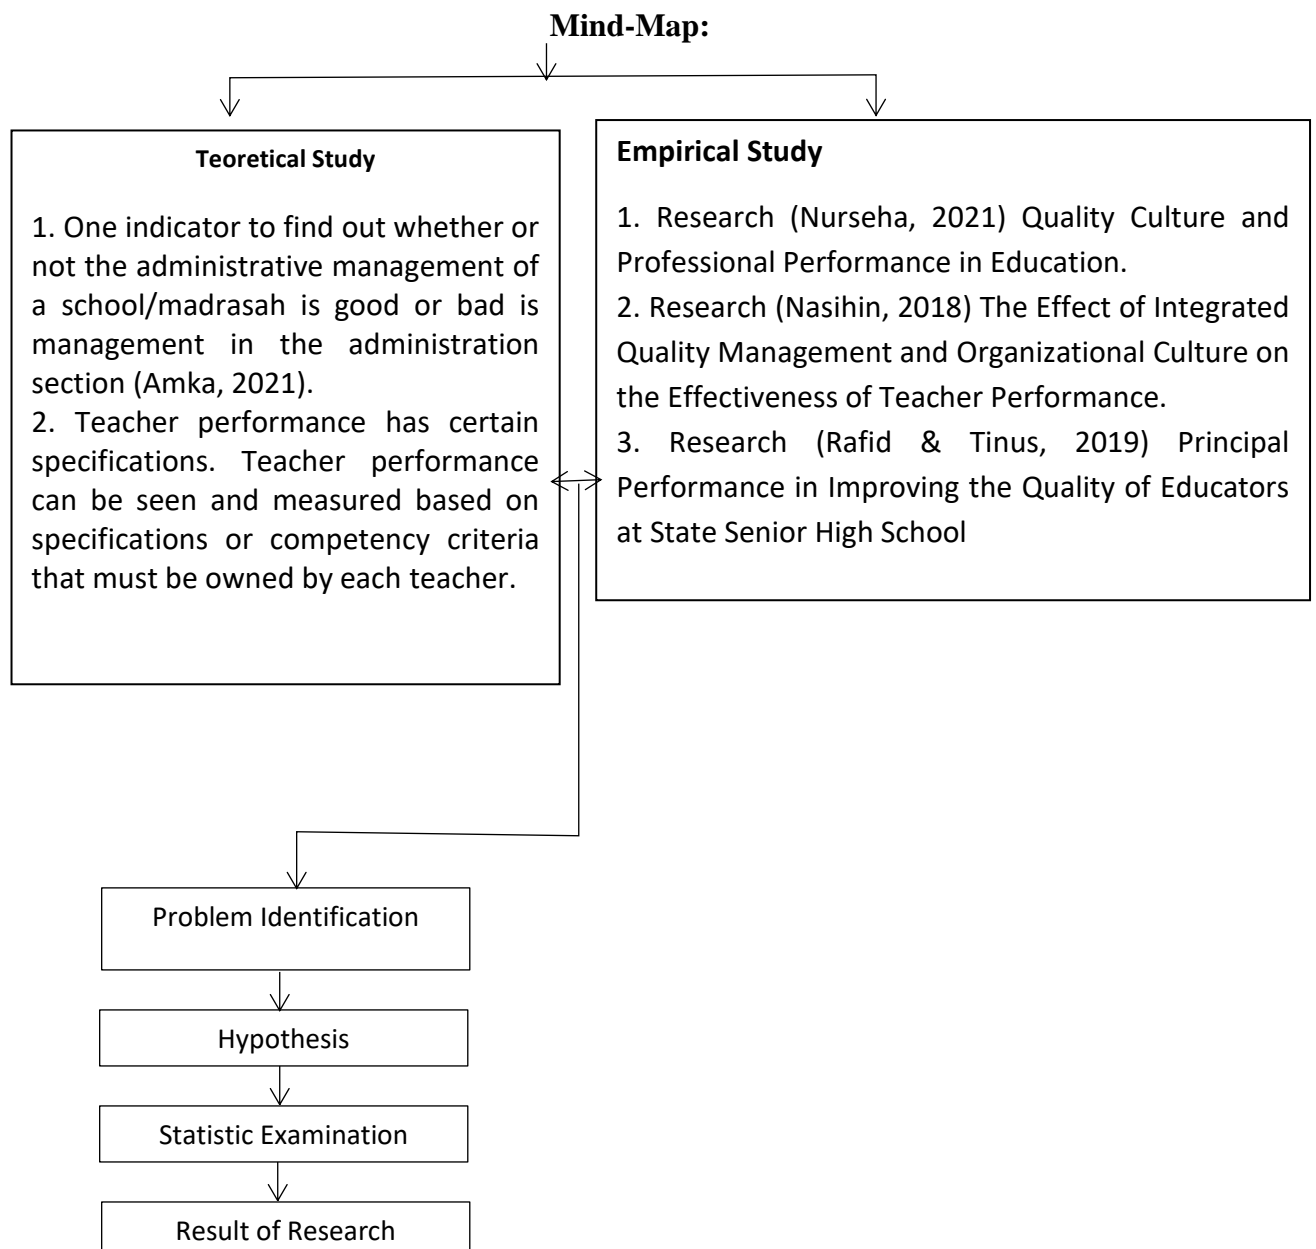 Mind-Map:
Teoretical Study
1. One indicator to find out whether or
not the administrative management of
a school/madrasah is good or bad is
management in the administration
section (Amka, 2021).
2. Teacher performance has certain
specifications. Teacher performance
can be seen and measured based on
specifications or competency criteria
that must be owned by each teacher.
Empirical Study
1. Research (Nurseha, 2021) Quality Culture and
Professional Performance in Education.
2. Research (Nasihin, 2018) The Effect of Integrated
Quality Management and Organizational Culture on
the Effectiveness of Teacher Performance.
3. Research (Rafid & Tinus, 2019) Principal
Performance in Improving the Quality of Educators
at State Senior High School
Problem Identification
Hypothesis
Statistic Examination
Result of Research